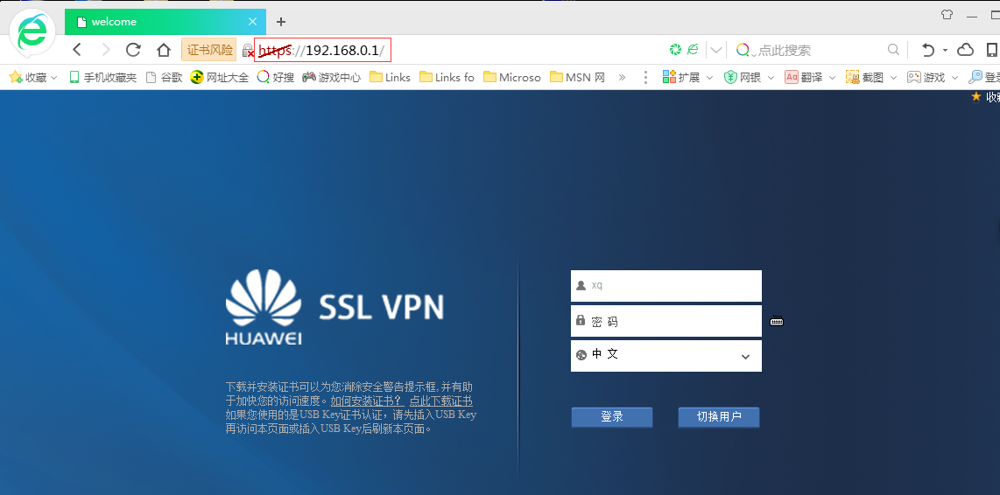 welcome
证书风险 https://192.168.0.1/ 点此搜索
收藏 手机收藏夹 谷歌 网址大全 好搜 游戏中心 Links Links fo Microso MSN 网 » 扩展 网银 Aあ 翻译 截图 游戏 登录
收藏
xq
HUAWEI SSL VPN
密 码
中 文
下载并安装证书可以为您消除安全警告提示框, 并有助
于加快您的访问速度。如何安装证书？ 点此下载证书
如果您使用的是USB Key证书认证，请先插入USB Key
再访问本页面或插入USB Key后刷新本页面。
登录 切换用户